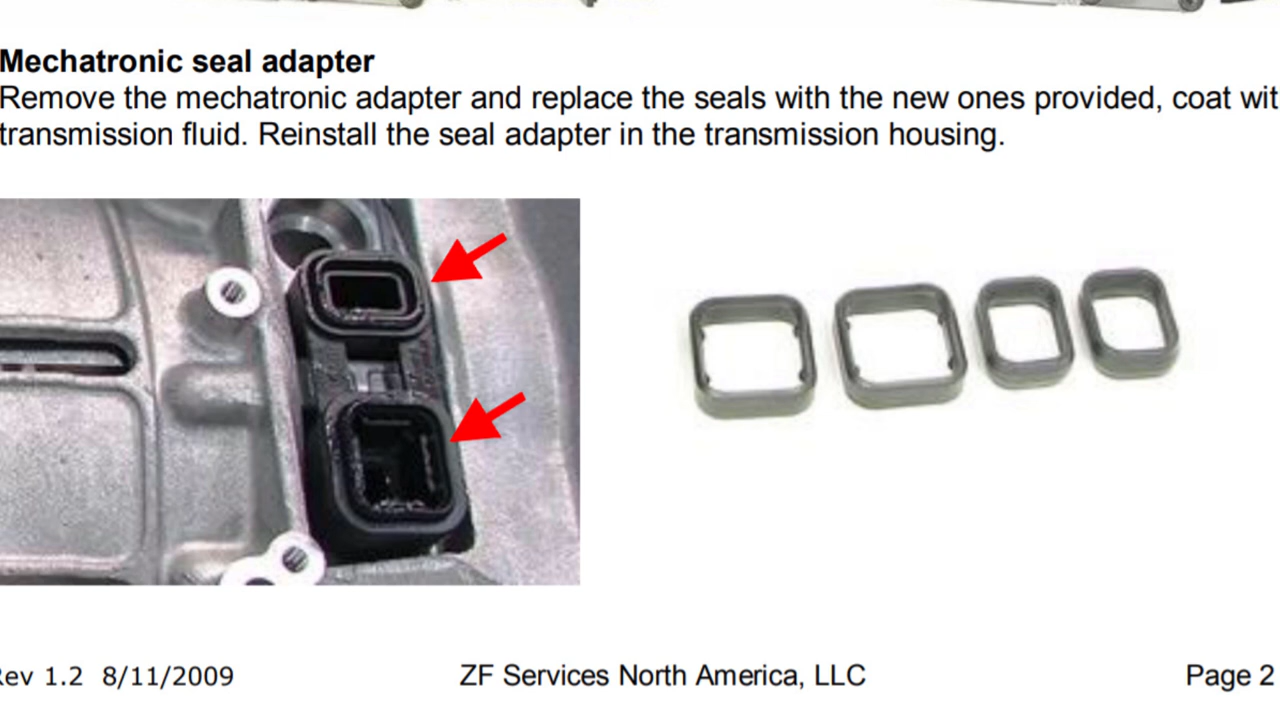 Mechatronic seal adapter
Remove the mechatronic adapter and replace the seals with the new ones provided, coat
transmission fluid. Reinstall the seal adapter in the transmission housing.
1.2 8/11/2009
ZF Services North America, LLC
Page 2